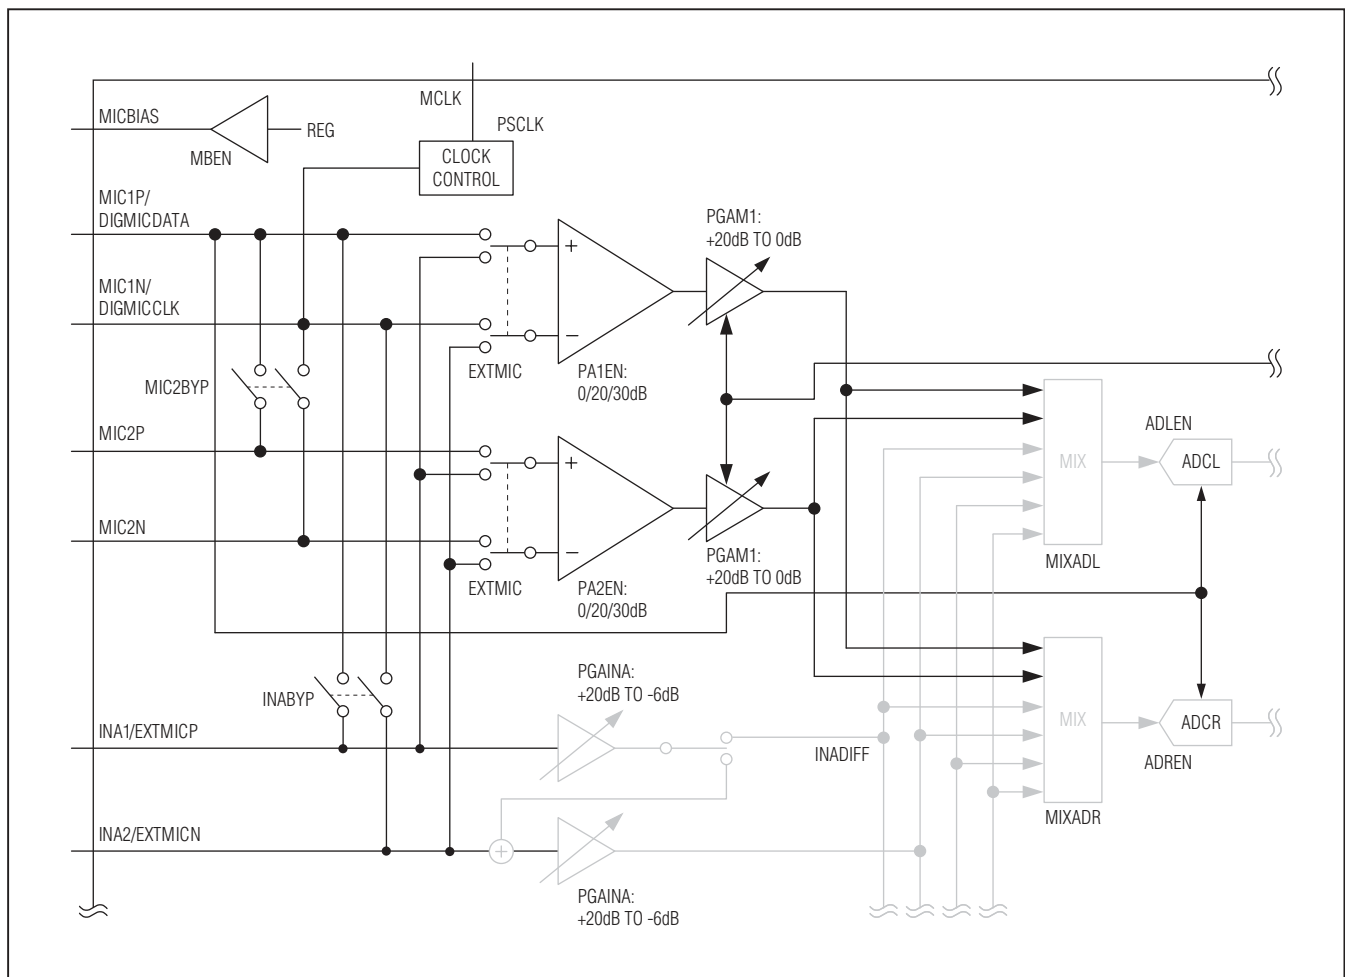 MCLK
MICBIAS
REG
PSCLK
MBEN
CLOCK
CONTROL
MIC1P/
DIGMICDATA
PGAM1:
+20dB TO 0dB
+
MIC1N/
DIGMICCLK
−
EXTMIC
PA1EN:
0/20/30dB
MIC2BYP
MIC2P
+
ADLEN
MIX
ADCL
MIC2N
−
EXTMIC
PA2EN:
0/20/30dB
PGAM1:
+20dB TO 0dB
MIXADL
INABYP
PGAINA:
+20dB TO -6dB
INA1/EXTMICP
INADIFF
MIX
ADCR
ADREN
MIXADR
INA2/EXTMICN
+
PGAINA:
+20dB TO -6dB